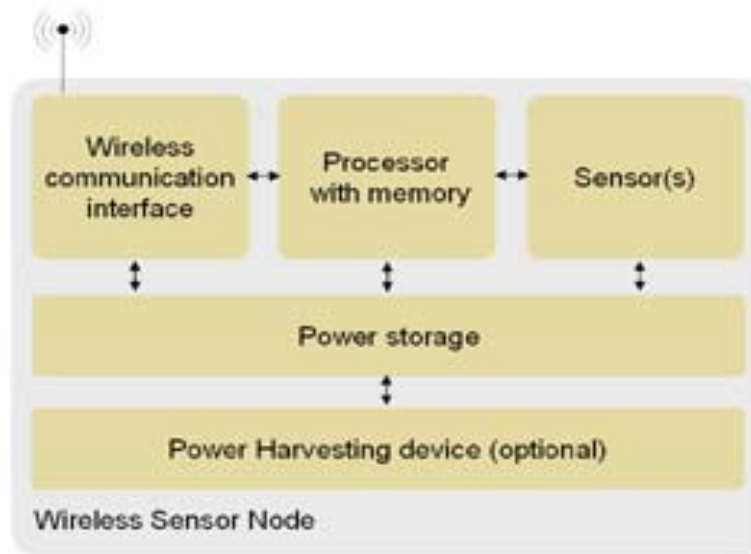 Wireless
communication
interface
Processor
with memory
Sensor(s)
Power storage
Power Harvesting device (optional)
Wireless Sensor Node